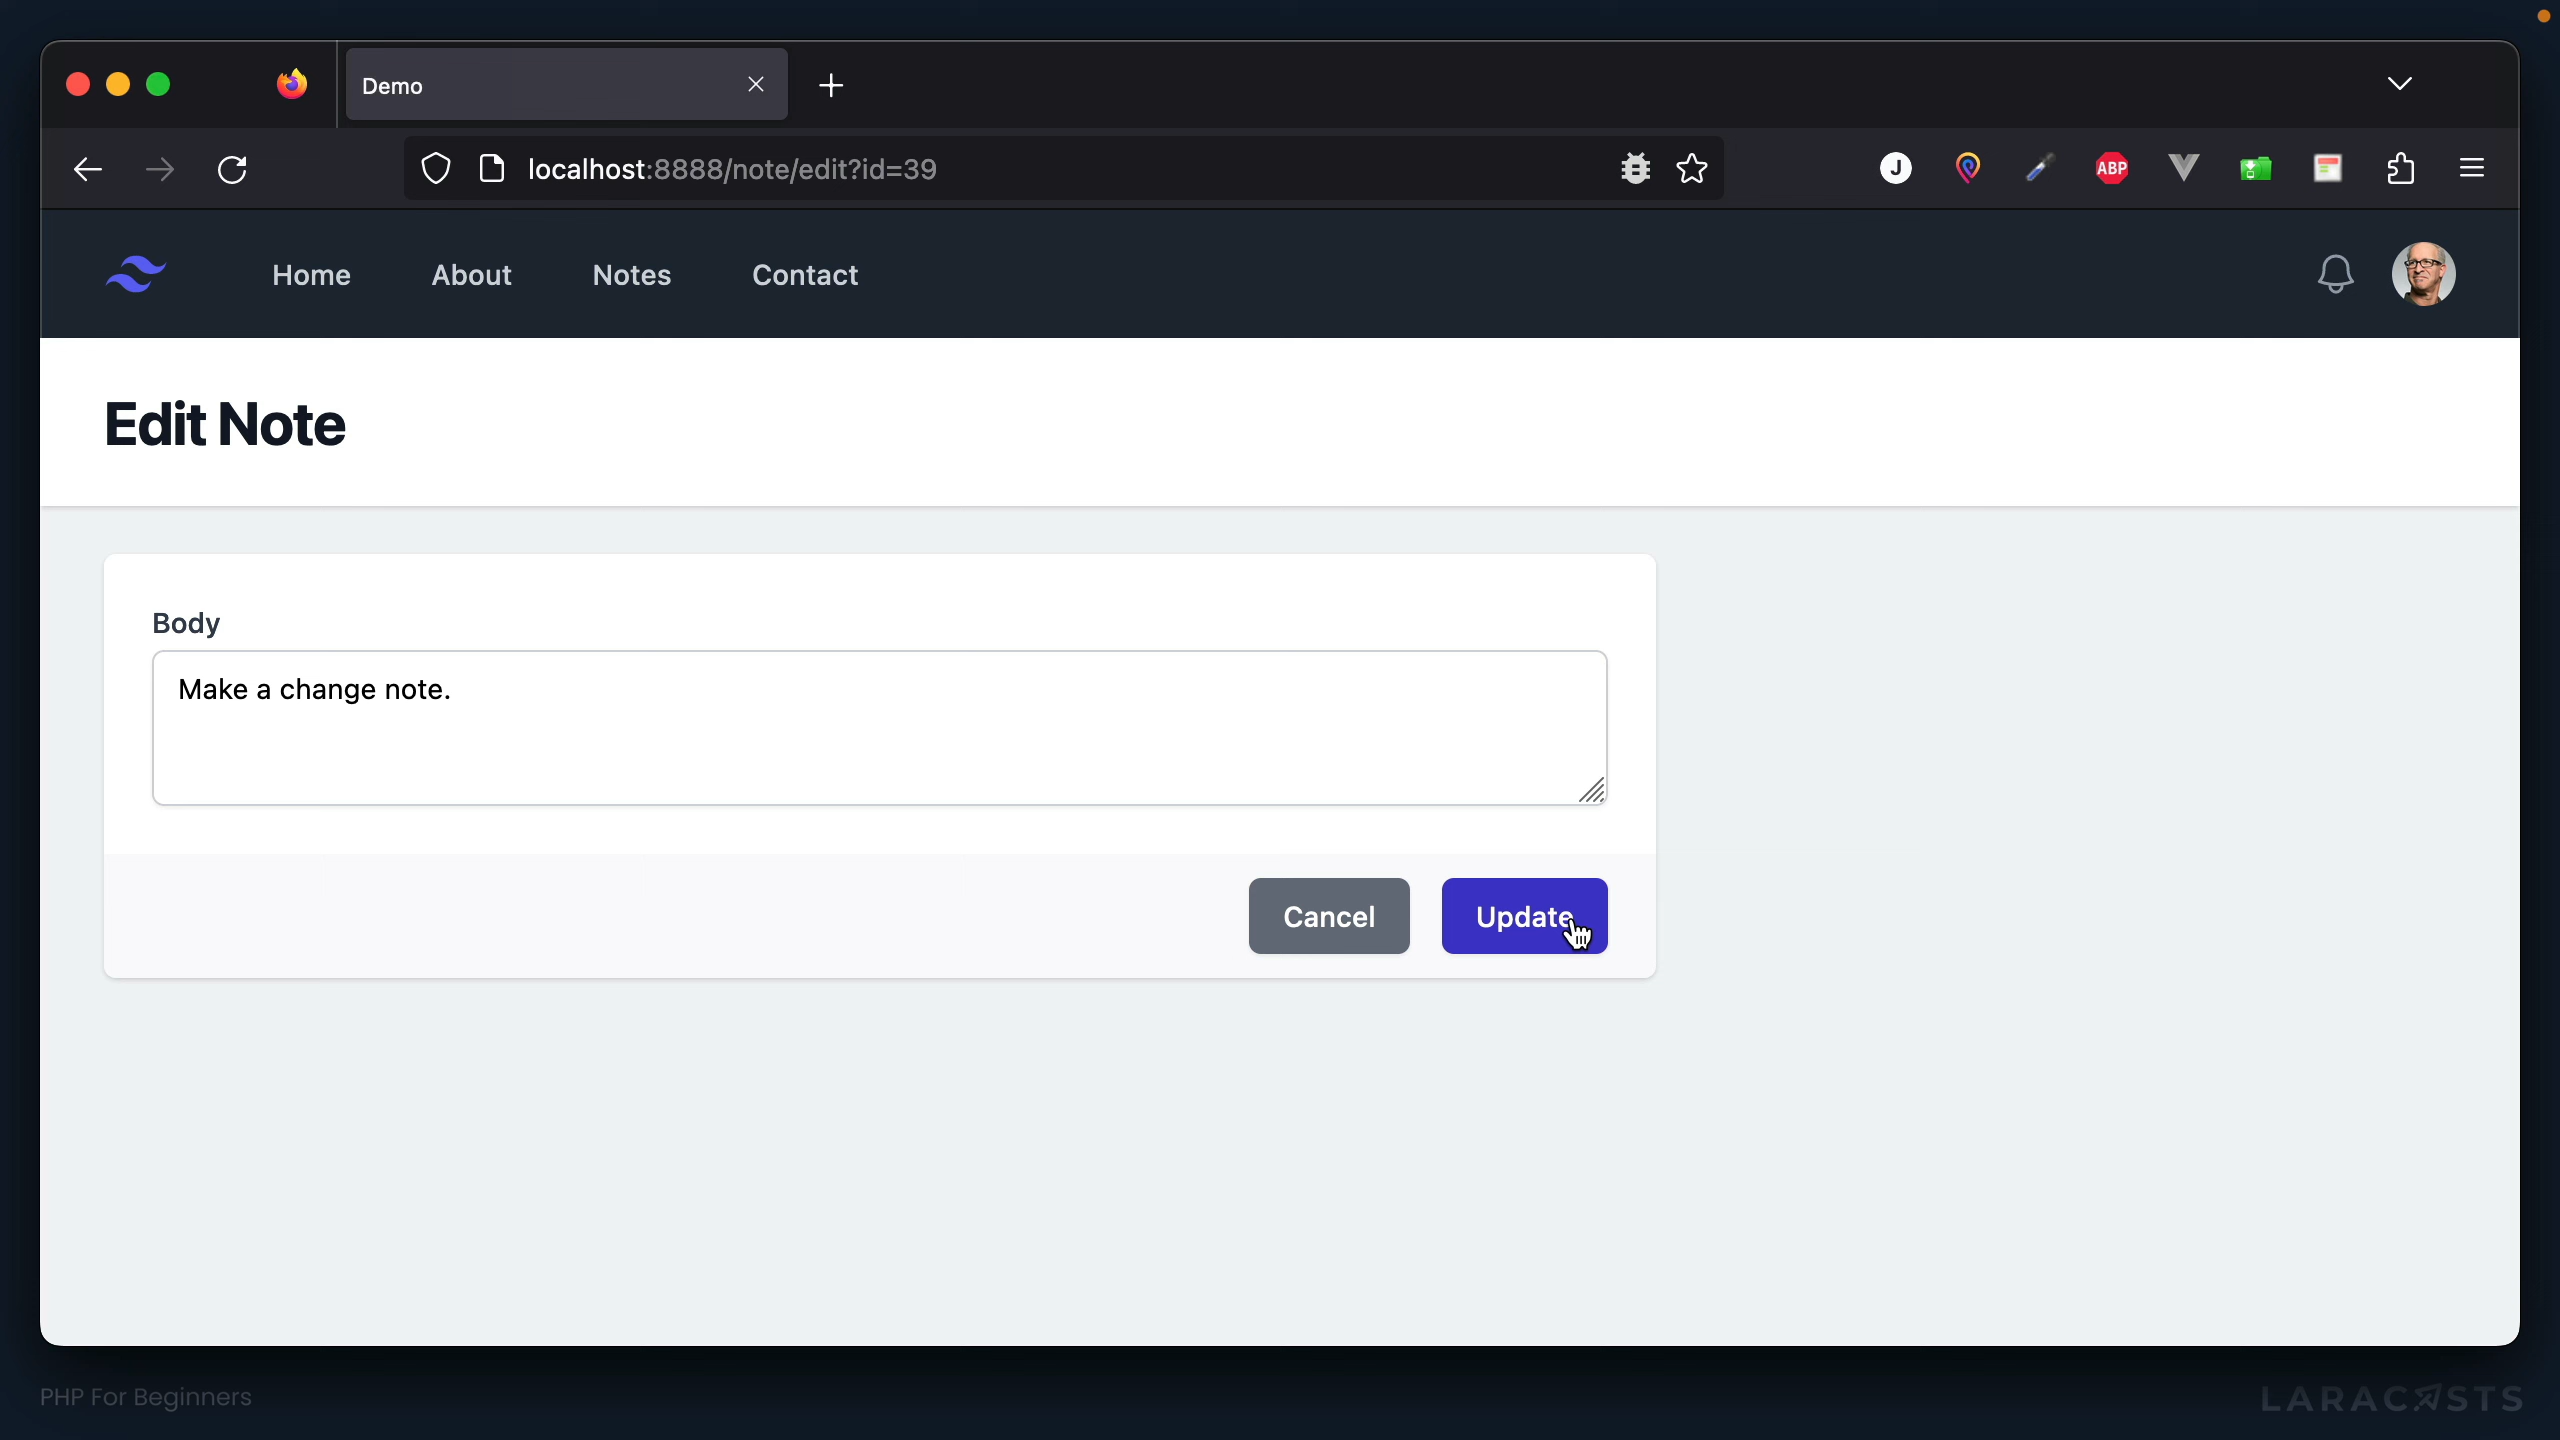 Demo
localhost:8888/note/edit?id=39
J
ABP
Home
About
Notes
Contact
Edit Note
Body
Make a change note.
Cancel
Update
PHP For Beginners
LARACASTS